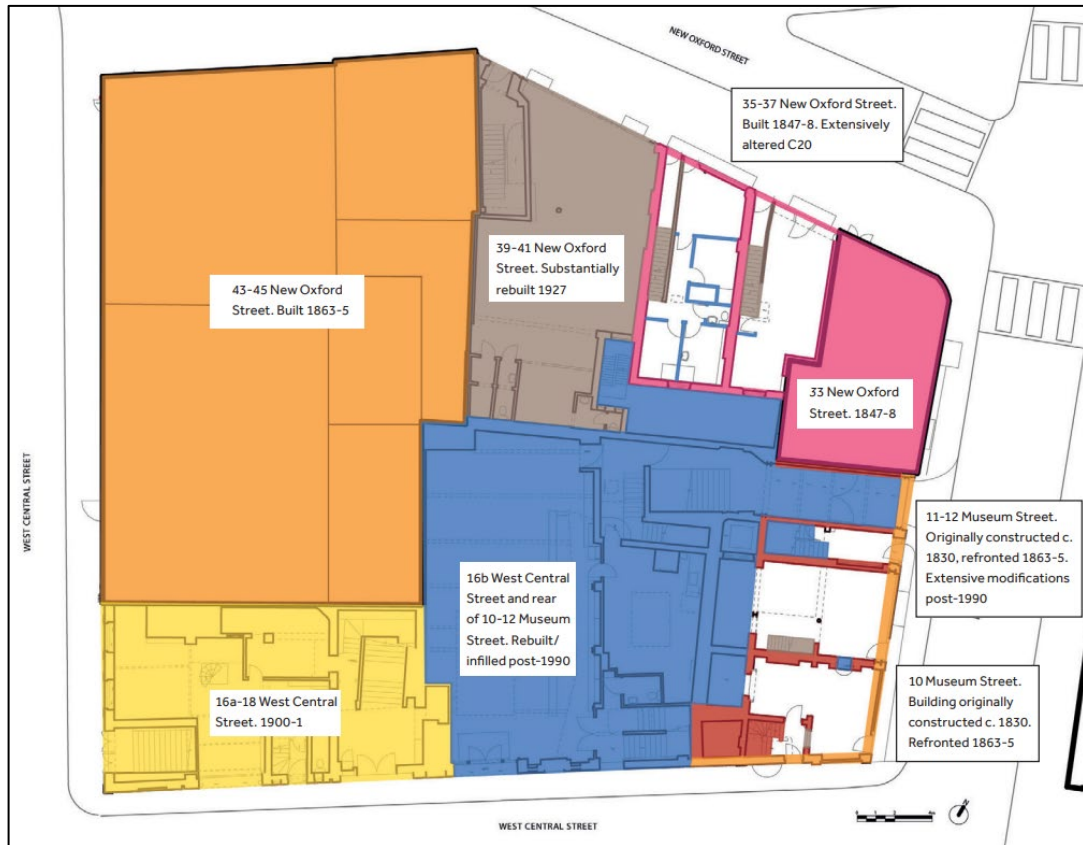 NEW OXFORD STREET
35-37 New Oxford Street.
Built 1847-8. Extensively
altered C20
39-41 New Oxford
Street. Substantially
rebuilt 1927
43-45 New Oxford
Street. Built 1863-5
33 New Oxford
Street. 1847-8
WEST CENTRAL STREET
11-12 Museum Street.
Originally constructed c.
1830, refronted 1863-5.
Extensive modifications
post-1990
16b West Central
Street and rear
of 10-12 Museum
Street. Rebuilt/
infilled post-1990
16a-18 West Central
Street. 1900-1
10 Museum Street.
Building originally
constructed c. 1830.
Refronted 1863-5
WEST CENTRAL STREET